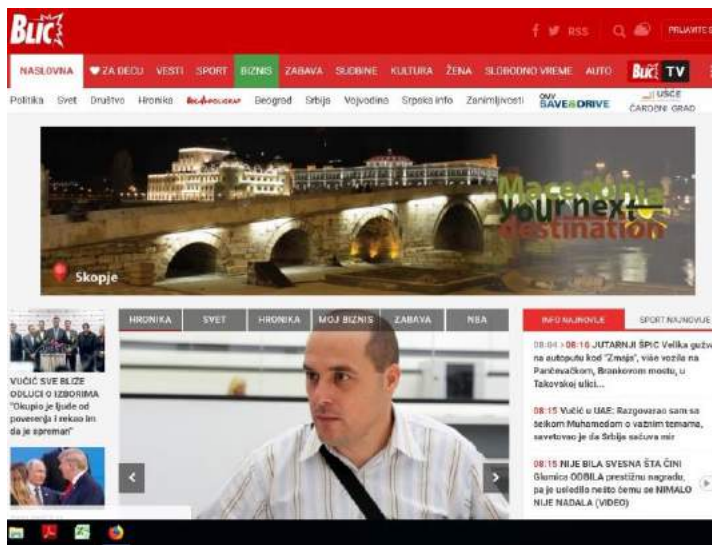 BLIC
RSS
PRIJAVITE S
NASLOVNA ZA DECU VESTI SPORT BIZNIS ZABAVA SUDBINE KULTURA ŽENA SLOBODNO VREME AUTO BLIC TV
Politika Svet Društvo Hronika Beograd Srbija Vojvodina Srpska info Zanimljivosti OMV SAVE&DRIVE UŠĆE ČAROBNI GRAD
Macedonia
your next
destination
Skopje
HRONIKA SVET HRONIKA MOJ BIZNIS ZABAVA NBA
VUČIĆ SVE BLIŽE
ODLUCI O IZBORIMA
"Okupio je ljude od
poverenja i rekao im
da je spreman"
INFO NAJNOVIJE SPORT NAJNOVIJE
08:04 > 08:16 JUTARNJI ŠPIC Velika gužva
na autoputu kod "Zmaja", više vozila na
Pančevačkom, Brankovom mostu, u
Takovskoj ulici...
08:15 Vučić u UAE: Razgovarao sam sa
šeikom Muhamedom o važnim temama,
savetovao je da Srbija sačuva mir
08:15 NIJE BILA SVESNA ŠTA ČINI
Glumica ODBILA prestižnu nagradu,
pa je usledilo nešto čemu se NIMALO
NIJE NADALA (VIDEO)